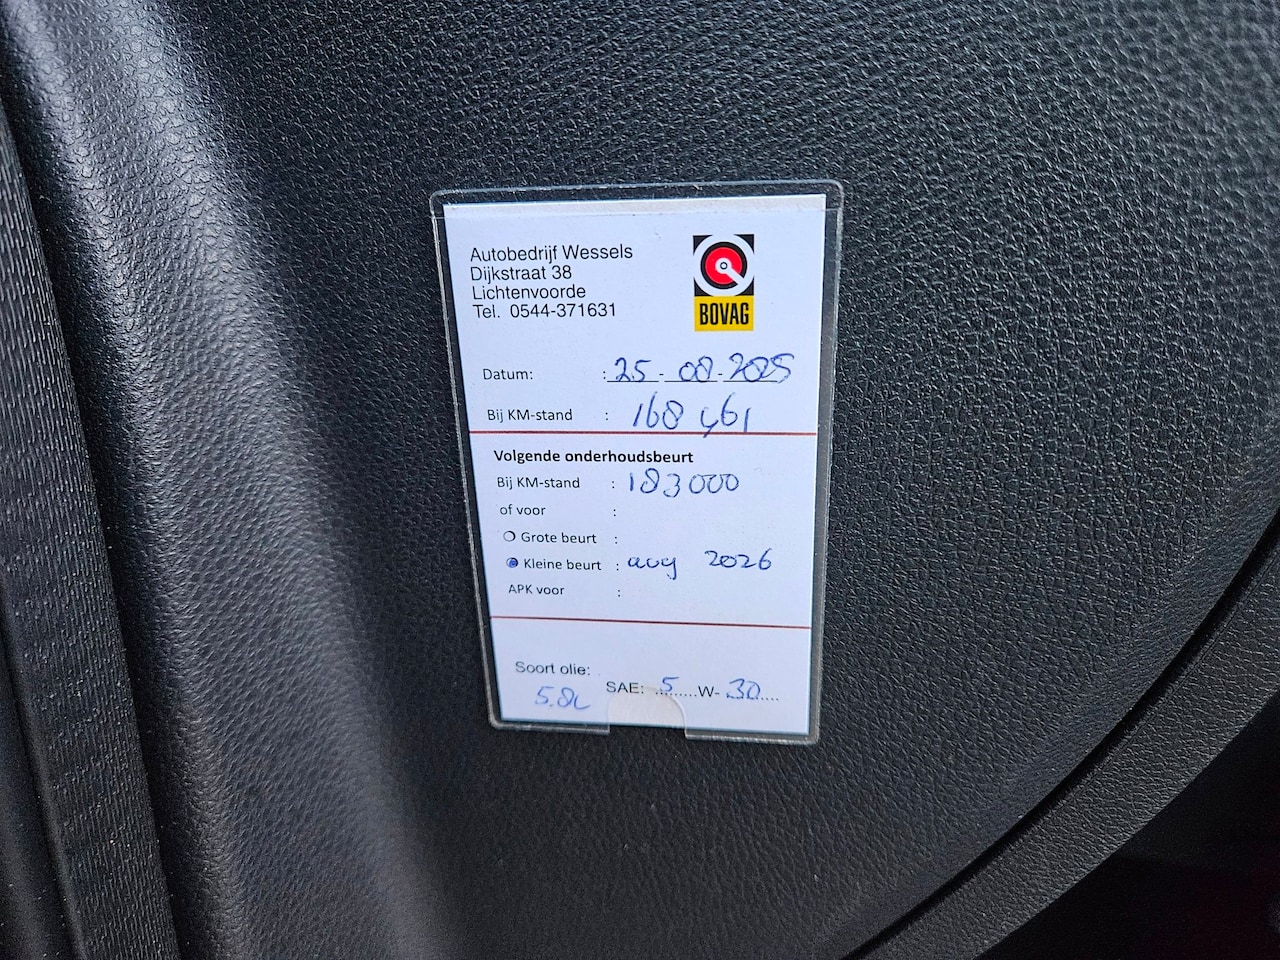 Autobedrijf Wessels
Dijkstraat 38
Lichtenvoorde
Tel. 0544-371631
BOVAG
Datum: : 25-08-2025
Bij KM-stand : 168 461
Volgende onderhoudsbeurt
Bij KM-stand : 183000
of voor :
Grote beurt :
Kleine beurt : aug 2026
APK voor :
Soort olie:
5.8L SAE: 5 W- 30